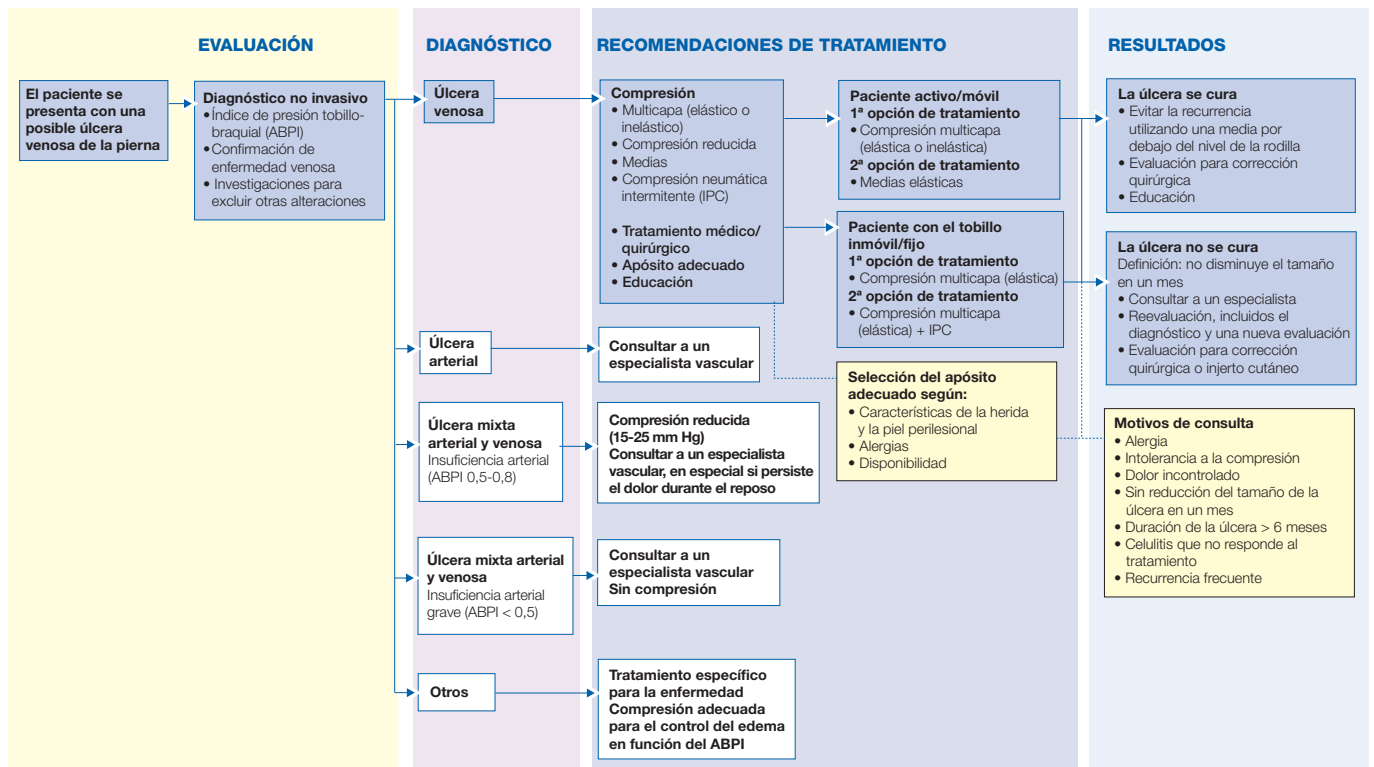 EVALUACIÓN
DIAGNÓSTICO
RECOMENDACIONES DE TRATAMIENTO
RESULTADOS
El paciente se
presenta con una
posible úlcera
venosa de la pierna
Diagnóstico no invasivo
•Índice de presión tobillo-
braquial (ABPI)
•Confirmación de
enfermedad venosa
• Investigaciones para
excluir otras alteraciones
Úlcera
venosa
Compresión
• Multicapa (elástico o
inelástico)
• Compresión reducida
• Medias
• Compresión neumática
intermitente (IPC)
• Tratamiento médico/
quirúrgico
• Apósito adecuado
• Educación
Paciente activo/móvil
1ª opción de tratamiento
• Compresión multicapa
(elástica o inelástica)
2ª opción de tratamiento
• Medias elásticas
Paciente con el tobillo
inmóvil/fijo
1ª opción de tratamiento
• Compresión multicapa (elástica)
2ª opción de tratamiento
• Compresión multicapa
(elástica) + IPC
La úlcera se cura
• Evitar la recurrencia
utilizando una media por
debajo del nivel de la rodilla
• Evaluación para corrección
quirúrgica
• Educación
La úlcera no se cura
Definición: no disminuye el tamaño
en un mes
• Consultar a un especialista
• Reevaluación, incluidos el
diagnóstico y una nueva evaluación
• Evaluación para corrección
quirúrgica o injerto cutáneo
Úlcera
arterial
Consultar a un
especialista vascular
Selección del apósito
adecuado según:
• Características de la herida
y la piel perilesional
• Alergias
• Disponibilidad
Úlcera mixta
arterial y venosa
Insuficiencia arterial
(ABPI 0,5-0,8)
Compresión reducida
(15-25 mm Hg)
Consultar a un especialista
vascular, en especial si persiste
el dolor durante el reposo
Motivos de consulta
• Alergia
• Intolerancia a la compresión
• Dolor incontrolado
• Sin reducción del tamaño de la
úlcera en un mes
• Duración de la úlcera > 6 meses
• Celulitis que no responde al
tratamiento
• Recurrencia frecuente
Úlcera mixta arterial
y venosa
Insuficiencia arterial
grave (ABPI < 0,5)
Consultar a un
especialista vascular
Sin compresión
Otros
Tratamiento específico
para la enfermedad
Compresión adecuada
para el control del edema
en función del ABPI